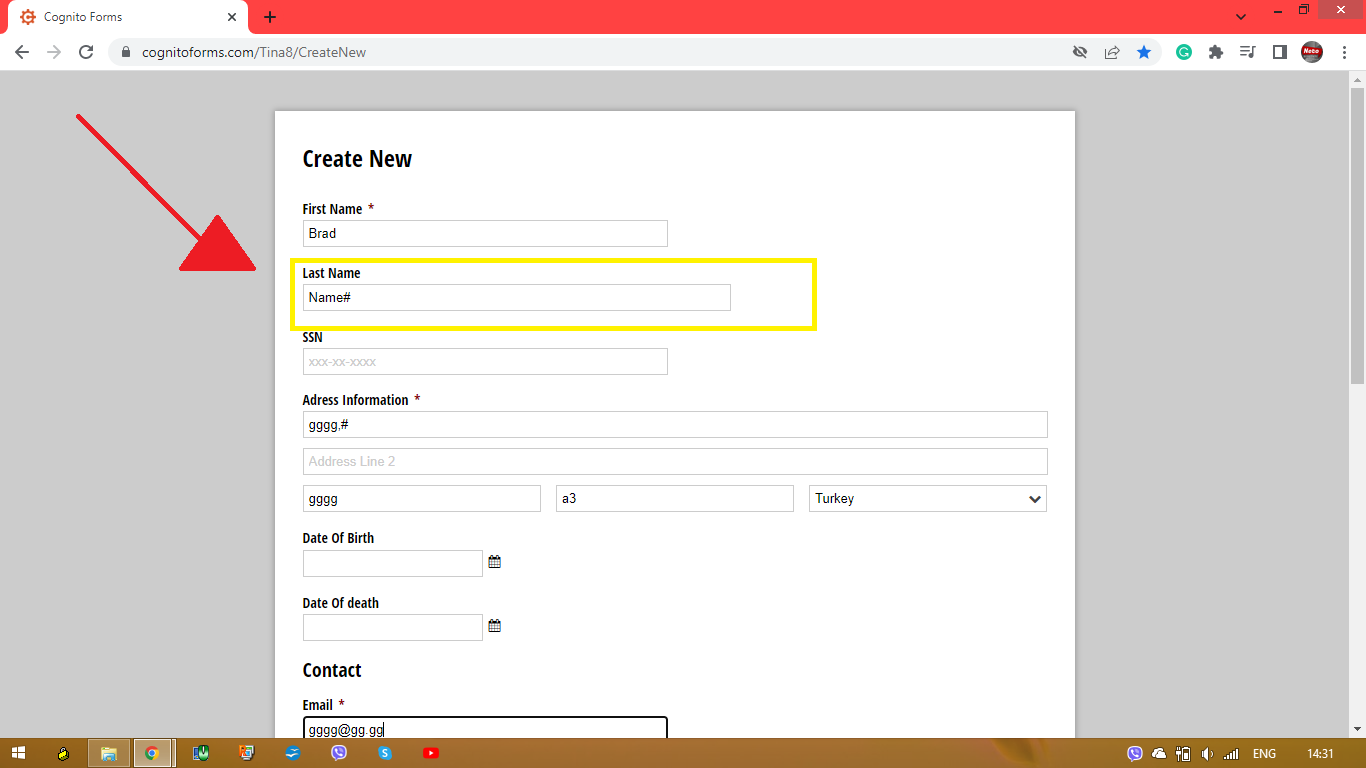 Cognito Forms
cognitoforms.com/Tina8/CreateNew
Create New
First Name *
Brad
Last Name
Name#
SSN
xxx-xx-xxxx
Adress Information *
gggg,#
Address Line 2
gggg a3 Turkey
Date Of Birth
Date Of death
Contact
Email *
gggg@gg.gg
ENG 14:31